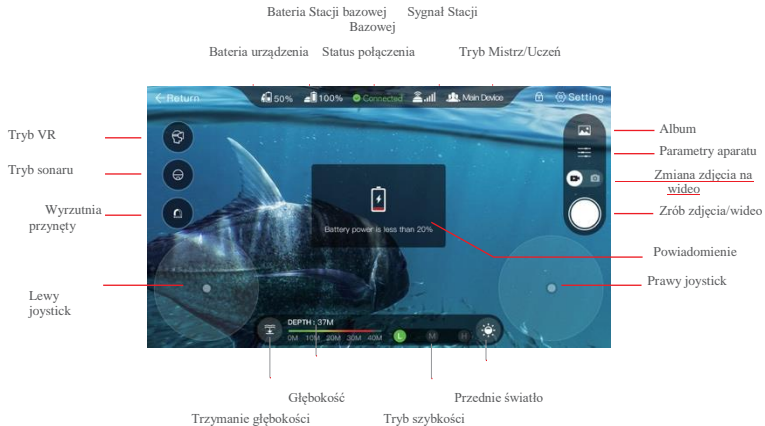 Bateria Stacji bazowej
Sygnał Stacji
Bazowej
Bateria urządzenia
Status połączenia
Tryb Mistrz/Uczeń
Return
50%
100%
Connected
Main Device
Setting
Tryb VR
Tryb sonaru
Wyrzutnia
przynęty
Lewy
joystick
Battery power is less than 20%
Album
Parametry aparatu
Zmiana zdjęcia na
wideo
Zrób zdjęcia/wideo
Powiadomienie
Prawy joystick
DEPTH : 37M
0M 10M 20M 30M 40M
L M H
Głębokość
Przednie światło
Trzymanie głębokości
Tryb szybkości